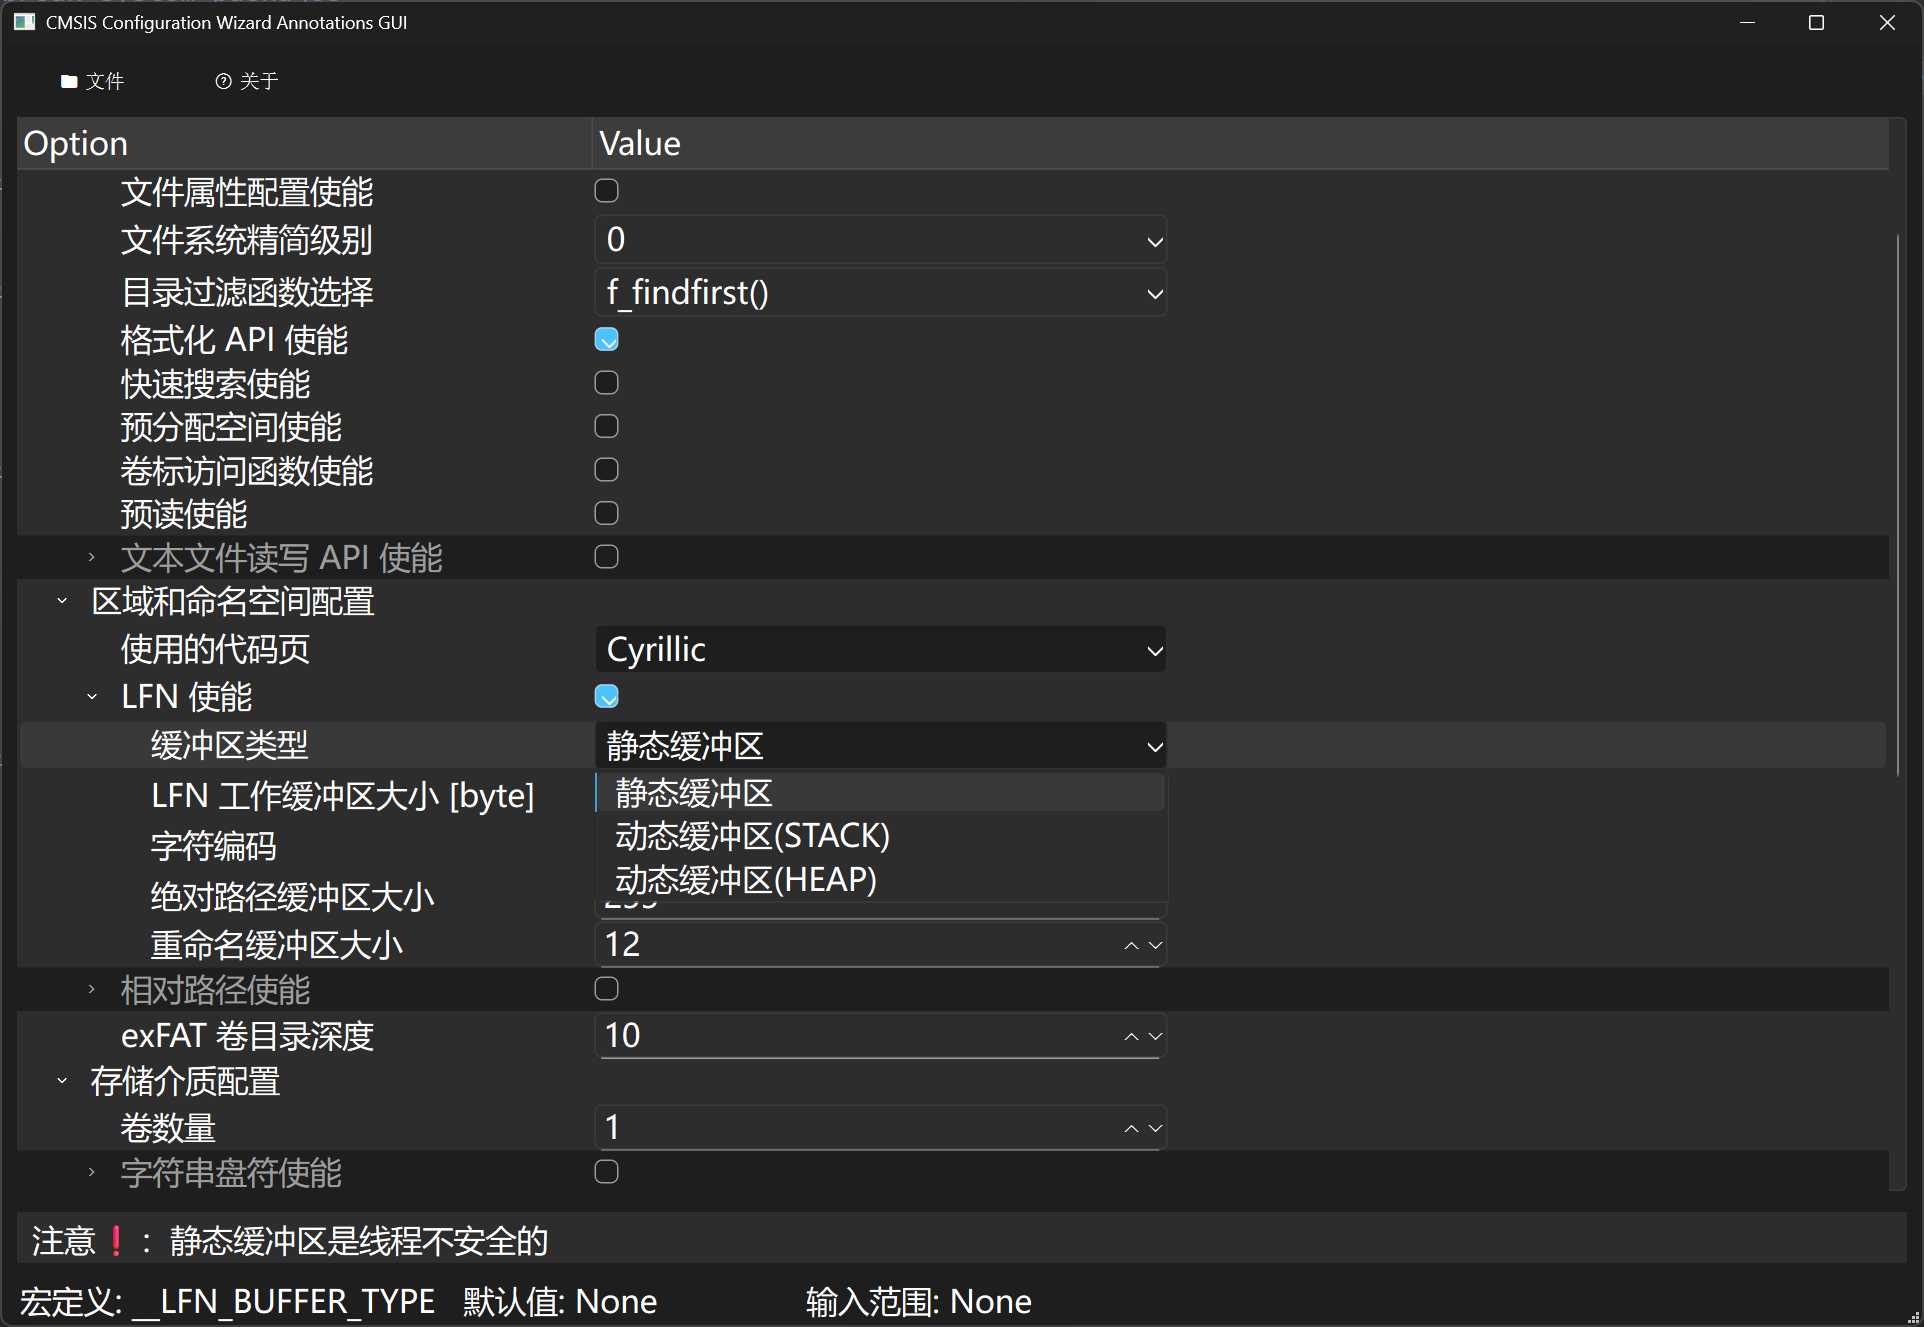 CMSIS Configuration Wizard Annotations GUI
文件 关于
Option Value
文件属性配置使能
文件系统精简级别 0
目录过滤函数选择 f_findfirst()
格式化 API 使能
快速搜索使能
预分配空间使能
卷标访问函数使能
预读使能
文本文件读写 API 使能
区域和命名空间配置
使用的代码页 Cyrillic
LFN 使能
缓冲区类型 静态缓冲区
LFN 工作缓冲区大小 [byte] 静态缓冲区
字符编码 动态缓冲区(STACK)
绝对路径缓冲区大小 动态缓冲区(HEAP)
重命名缓冲区大小 12
相对路径使能
exFAT 卷目录深度 10
存储介质配置
卷数量 1
字符串盘符使能
注意❗: 静态缓冲区是线程不安全的
宏定义: __LFN_BUFFER_TYPE 默认值: None 输入范围: None